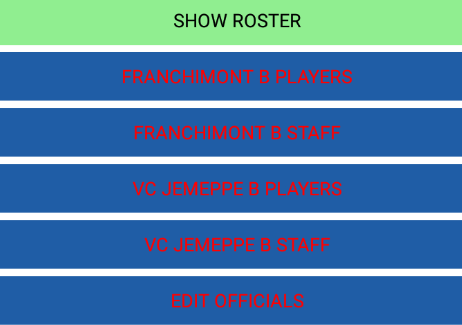 SHOW ROSTER
FRANCHIMONT B PLAYERS
FRANCHIMONT B STAFF
VC JEMEPPE B PLAYERS
VC JEMEPPE B STAFF
EDIT OFFICIALS